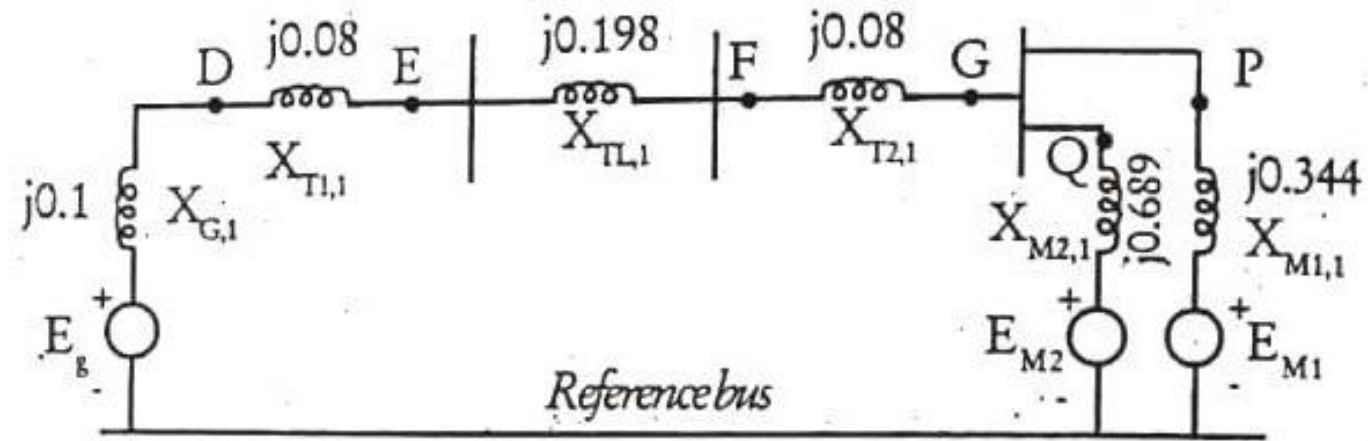 j0.08
j0.198
j0.08
D
E
F
G
P
X_T1,1
X_TL,1
X_T2,1
Q
j0.1
X_G,1
X_M2,1
j0.689
j0.344
X_M1,1
+
E_g
-
+
E_M2
-
+
E_M1
-
Reference bus